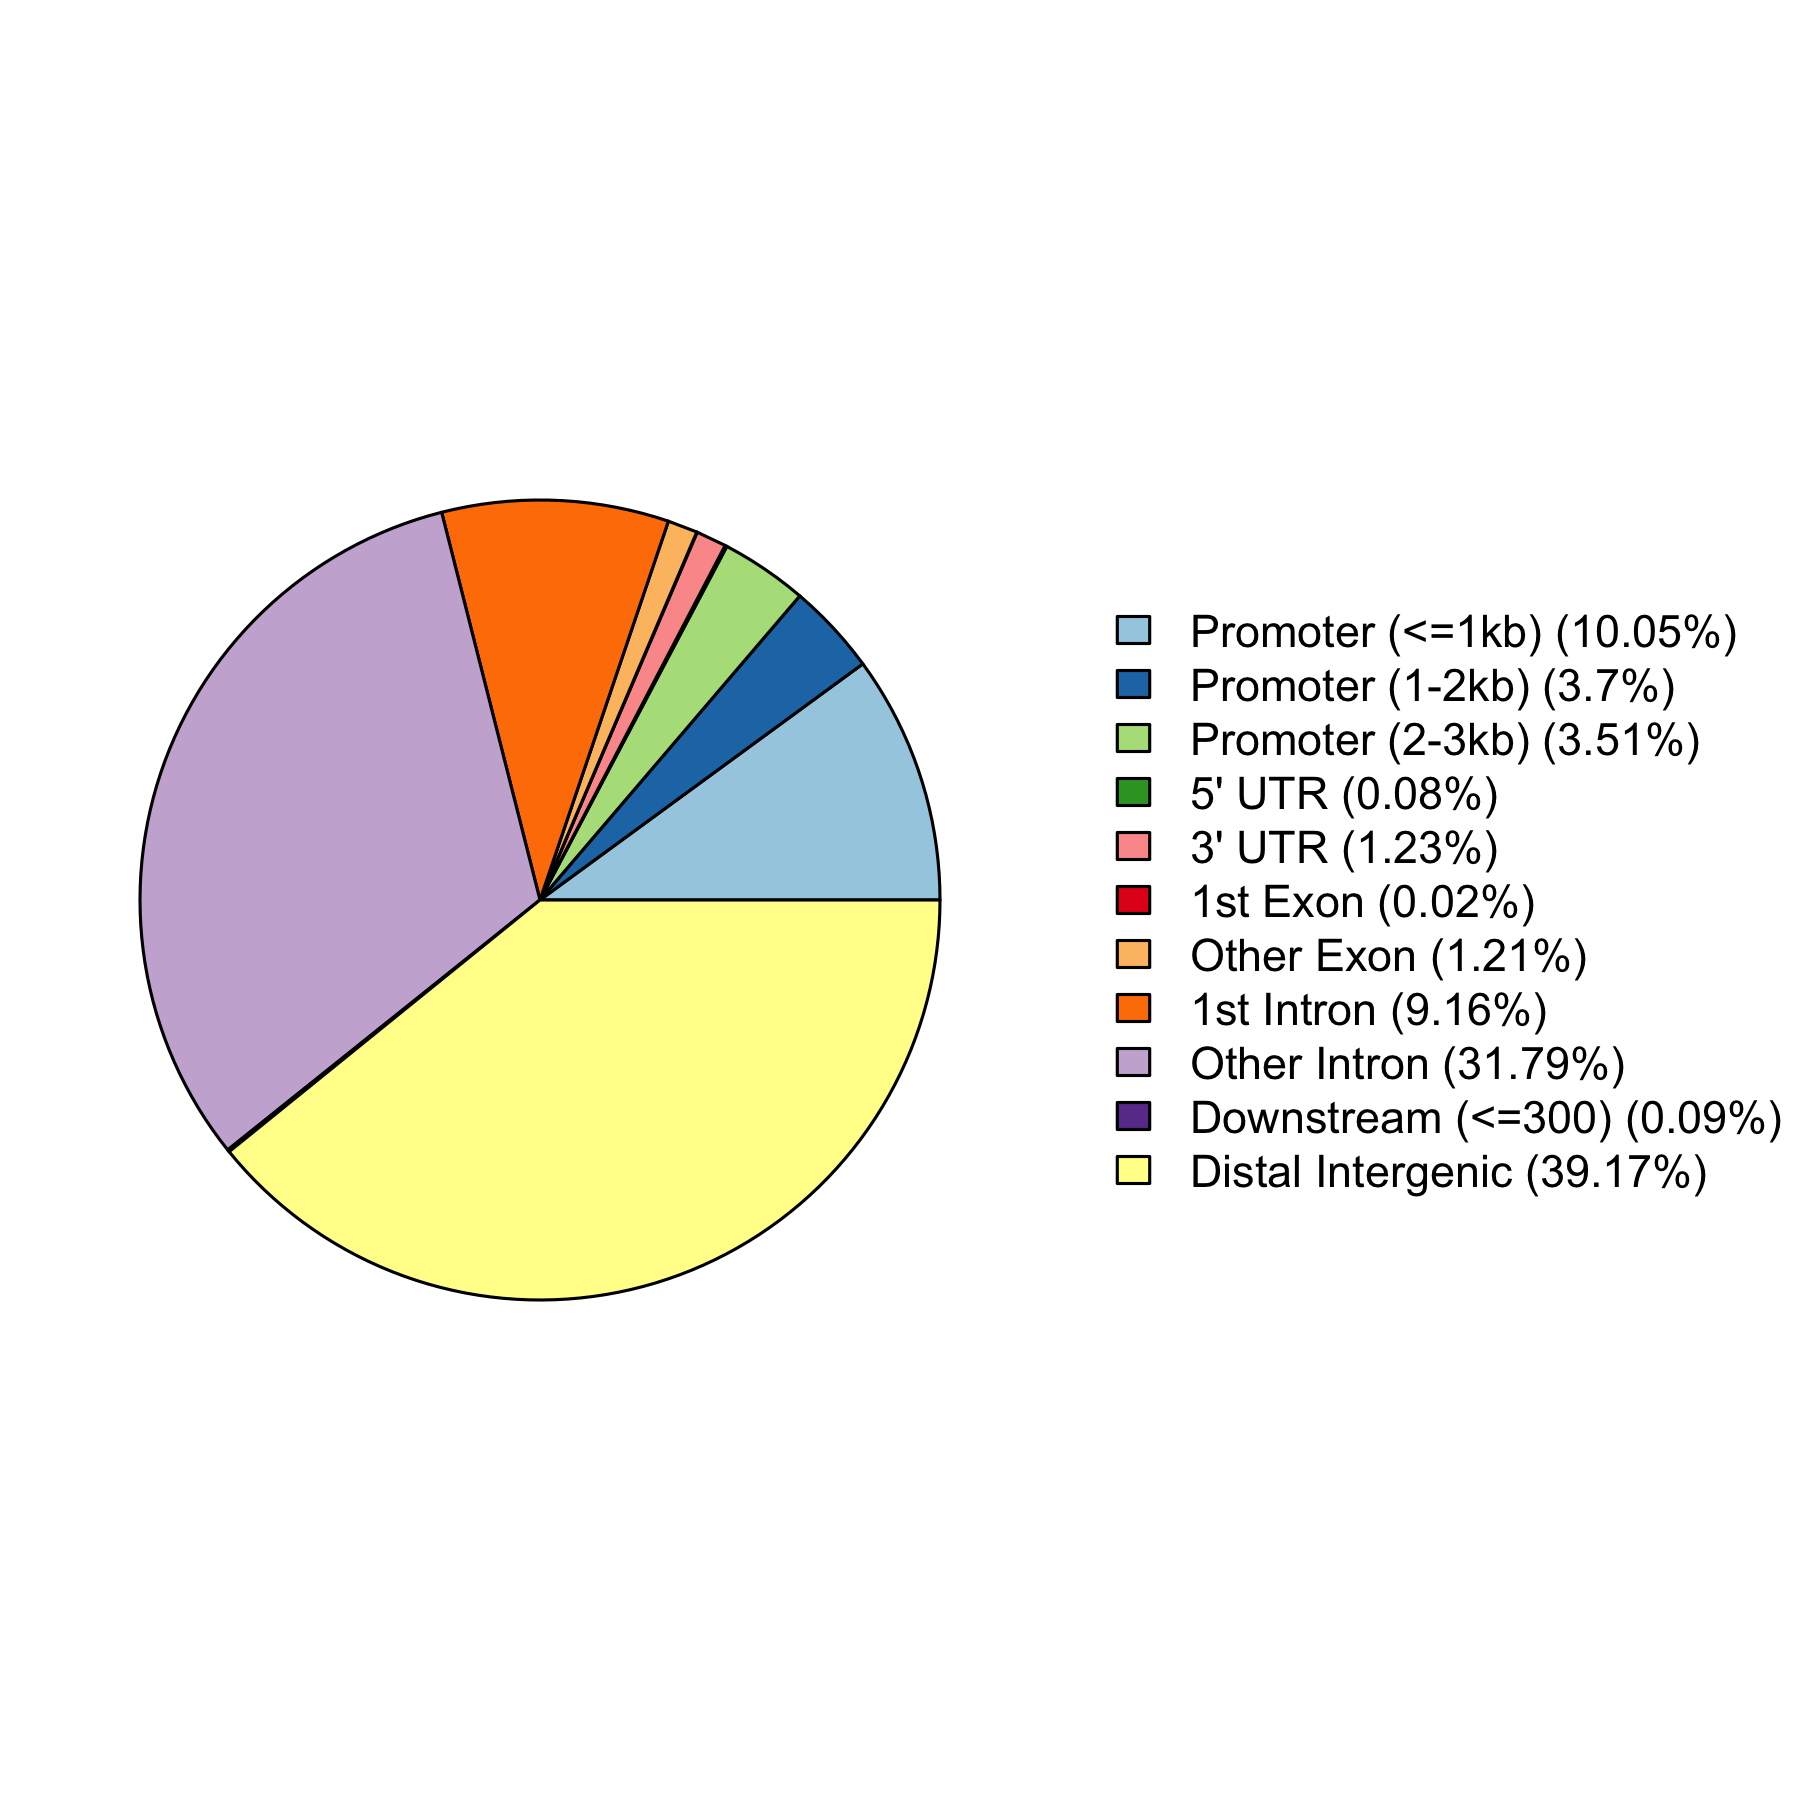 Promoter (<=1kb) (10.05%)
Promoter (1-2kb) (3.7%)
Promoter (2-3kb) (3.51%)
5' UTR (0.08%)
3' UTR (1.23%)
1st Exon (0.02%)
Other Exon (1.21%)
1st Intron (9.16%)
Other Intron (31.79%)
Downstream (<=300) (0.09%)
Distal Intergenic (39.17%)